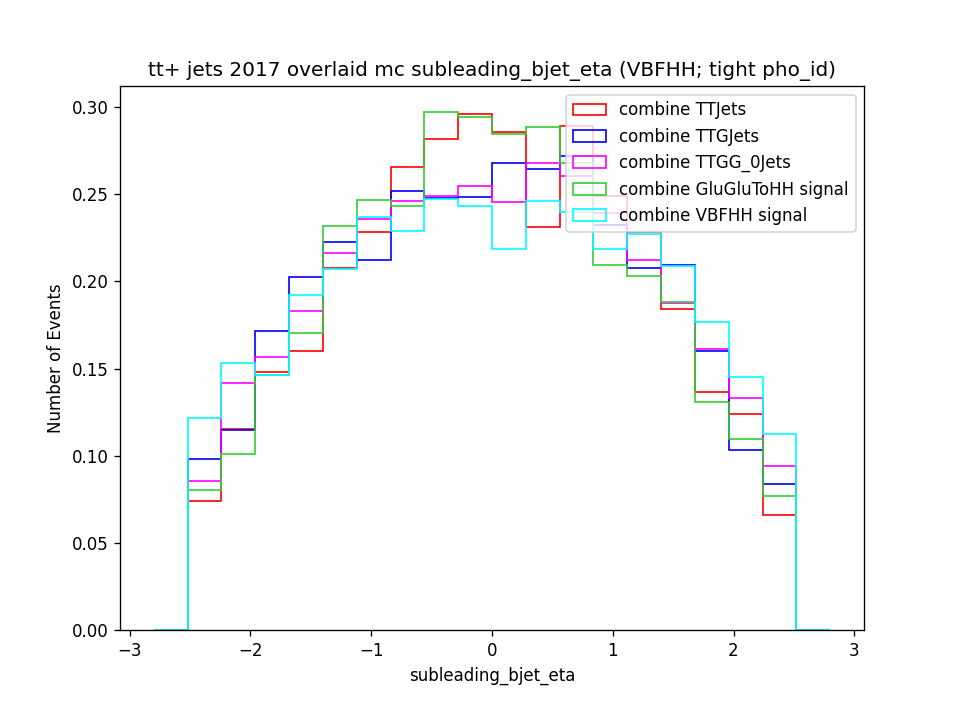 tt+ jets 2017 overlaid mc subleading_bjet_eta (VBFHH; tight pho_id)
combine TTJets
combine TTGJets
combine TTGG_0Jets
combine GluGluToHH signal
combine VBFHH signal
Number of Events
0.30
0.25
0.20
0.15
0.10
0.05
0.00
−3
−2
−1
0
1
2
3
subleading_bjet_eta